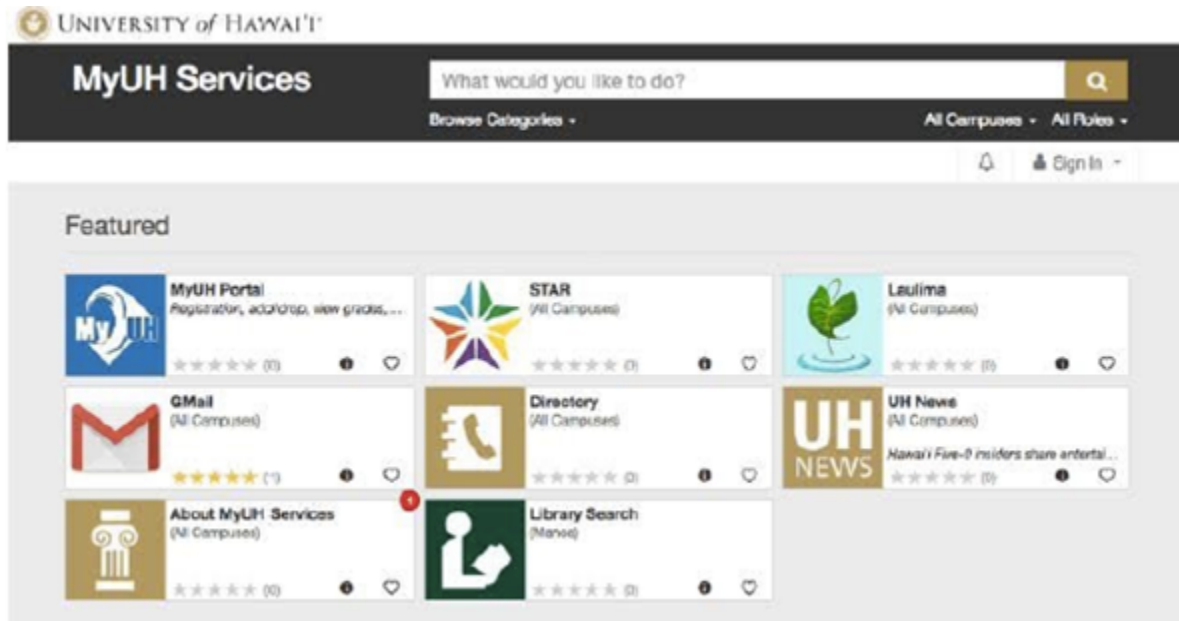 UNIVERSITY of HAWAI'I
MyUH Services
What would you like to do?
Browse Categories
All Campuses
All Roles
Sign In
Featured
MyUH Portal
Registration, add/drop, view grades, ...
(0)
STAR
(All Campuses)
(0)
Laulima
(All Campuses)
(0)
GMail
(All Campuses)
(1)
Directory
(All Campuses)
(0)
UH News
(All Campuses)
Hawai'i Five-0 insiders share entertai...
(0)
About MyUH Services
(All Campuses)
(0)
Library Search
(Manoa)
(0)
My UH
UH
NEWS